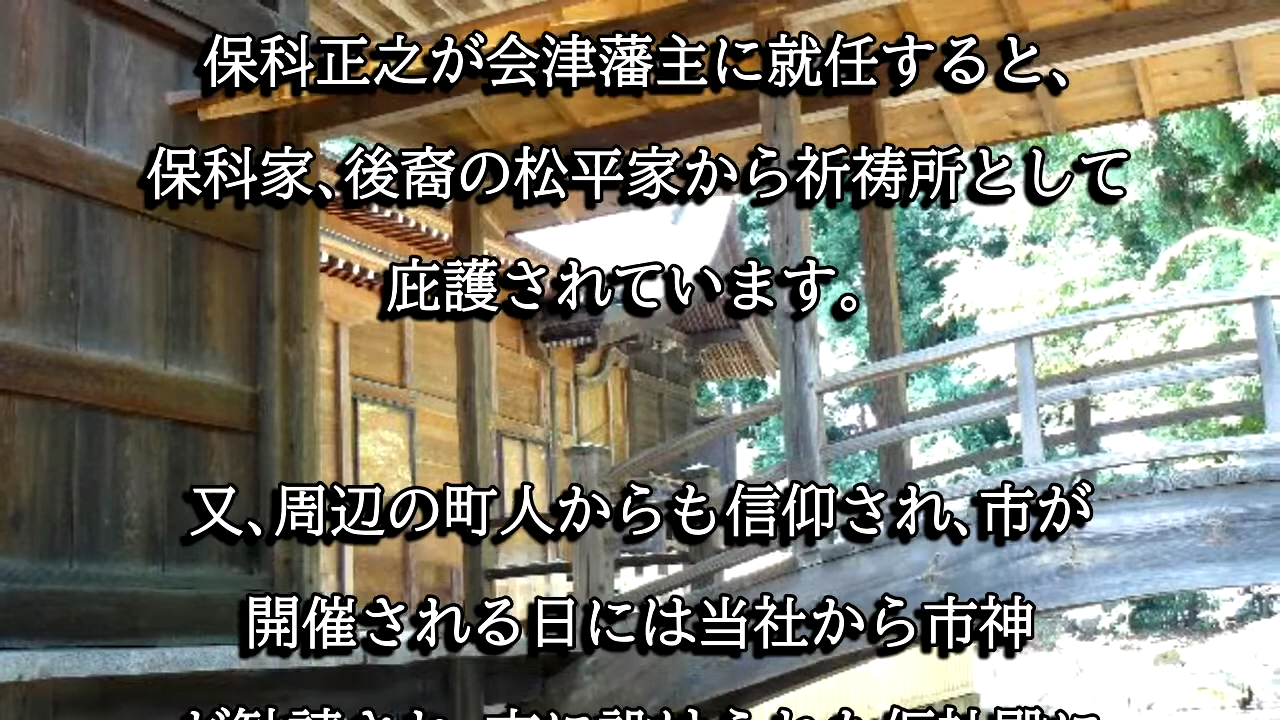 保科正之が会津藩主に就任すると、
保科家、後裔の松平家から祈祷所として
庇護されています。
又、周辺の町人からも信仰され、市が
開催される日には当社から市神